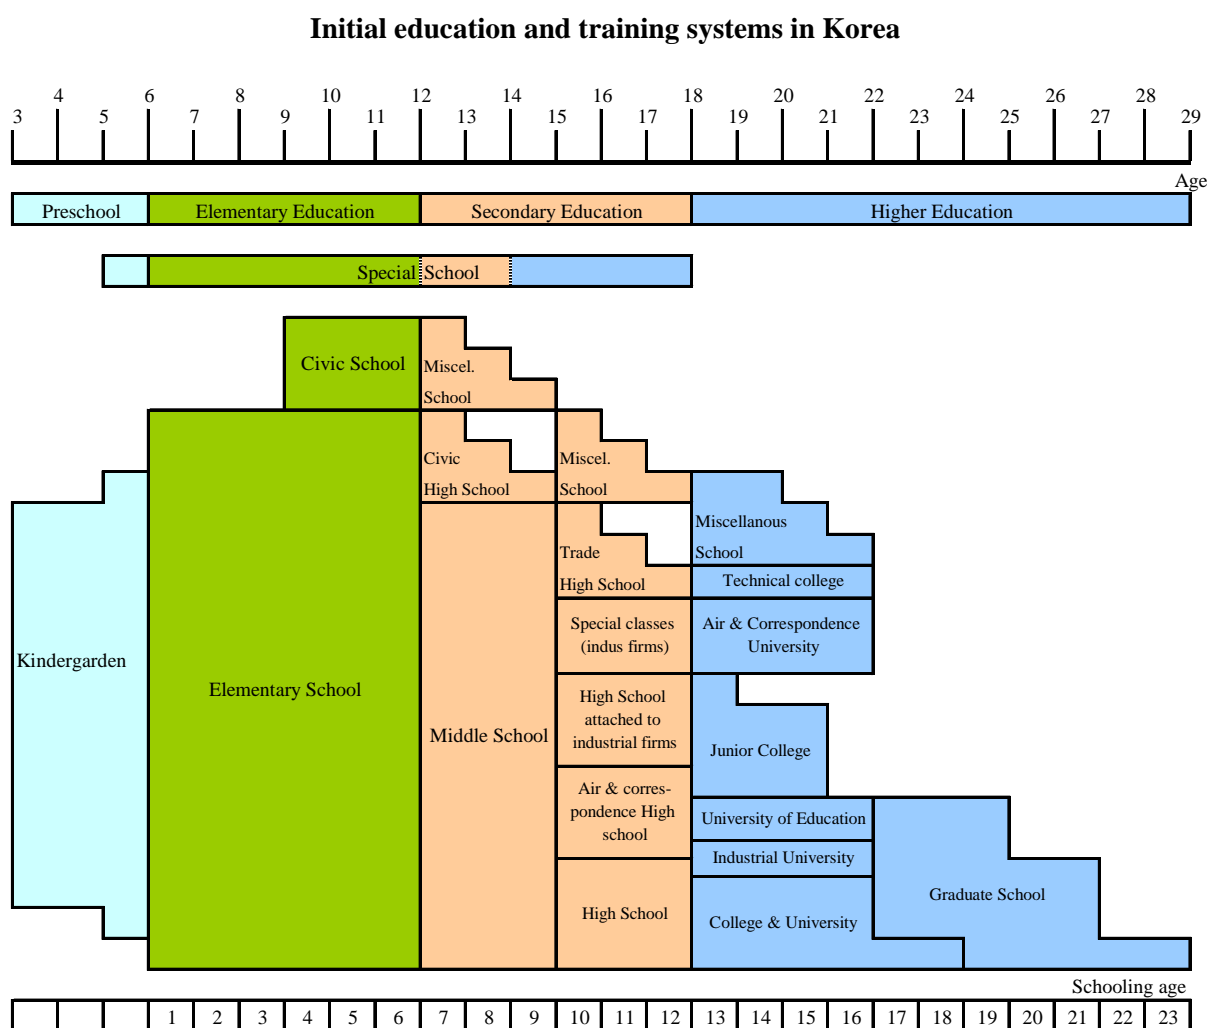 Initial education and training systems in Korea
4 6 8 10 12 14 16 18 20 22 24 26 28
3 5 7 9 11 13 15 17 19 21 23 25 27 29
Age
Preschool Elementary Education Secondary Education Higher Education
Special School
Civic School
Miscel.
School
Civic
High School
Miscel.
School
Miscellanous
School
Trade
High School
Technical college
Special classes
(indus firms)
Air & Correspondence
University
Kindergarden
Elementary School
Middle School
High School
attached to
industrial firms
Junior College
Air & corres-
pondence High
school
University of Education
Industrial University
High School
College & University
Graduate School
Schooling age
1 2 3 4 5 6 7 8 9 10 11 12 13 14 15 16 17 18 19 20 21 22 23